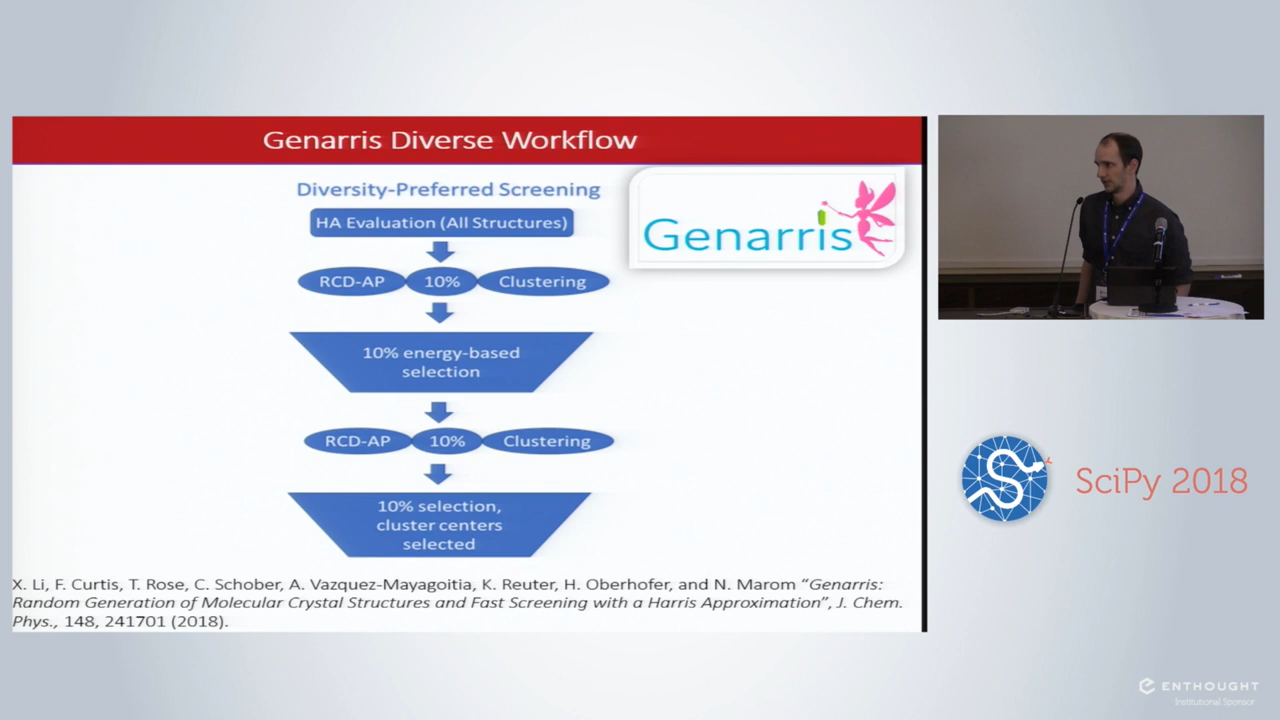 Genarris Diverse Workflow
Diversity-Preferred Screening
HA Evaluation (All Structures)
Genarris
RCD-AP 10% Clustering
10% energy-based
selection
RCD-AP 10% Clustering
10% selection,
cluster centers
selected
X. Li, F. Curtis, T. Rose, C. Schober, A. Vazquez-Mayagoitia, K. Reuter, H. Oberhofer, and N. Marom “Genarris:
Random Generation of Molecular Crystal Structures and Fast Screening with a Harris Approximation”, J. Chem.
Phys., 148, 241701 (2018).
SciPy 2018
ENTHOUGHT
Institutional Sponsor